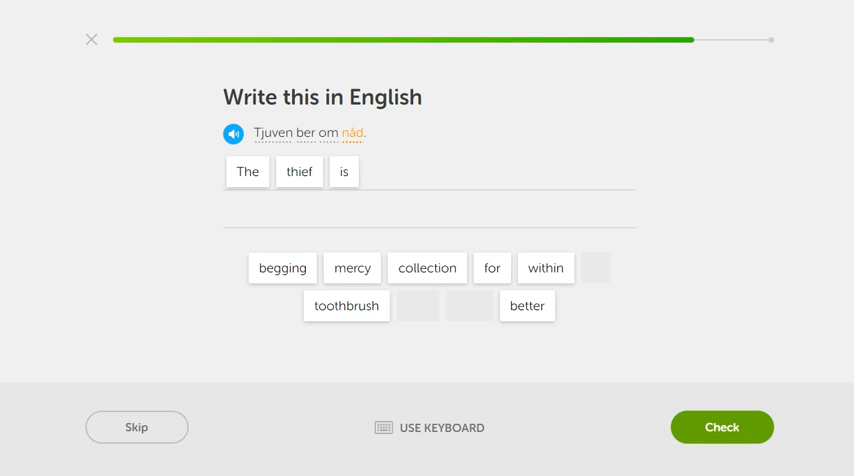 Write this in English
Tjuven ber om nåd.
The thief is
begging mercy collection for within
toothbrush better
Skip USE KEYBOARD Check